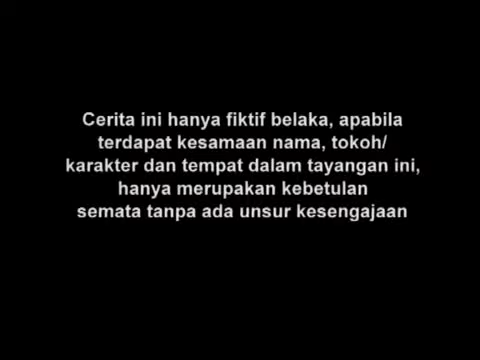 Cerita ini hanya fiktif belaka, apabila
terdapat kesamaan nama, tokoh/
karakter dan tempat dalam tayangan ini,
hanya merupakan kebetulan
semata tanpa ada unsur kesengajaan